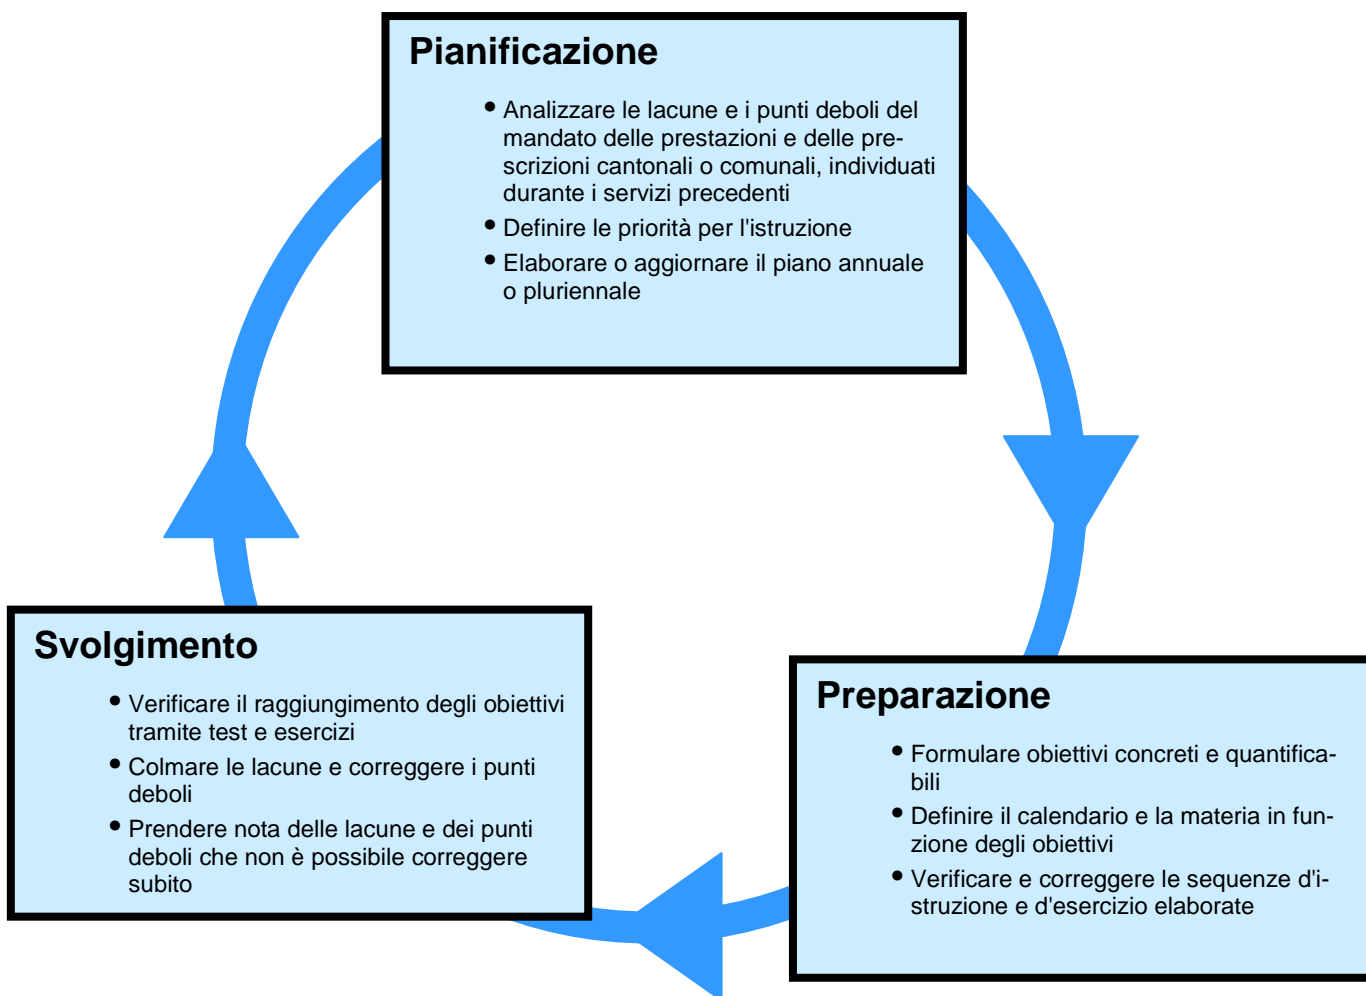 Pianificazione
• Analizzare le lacune e i punti deboli del
mandato delle prestazioni e delle pre-
scrizioni cantonali o comunali, individuati
durante i servizi precedenti
• Definire le priorità per l'istruzione
• Elaborare o aggiornare il piano annuale
o pluriennale
Preparazione
• Formulare obiettivi concreti e quantifica-
bili
• Definire il calendario e la materia in fun-
zione degli obiettivi
• Verificare e correggere le sequenze d'i-
struzione e d'esercizio elaborate
Svolgimento
• Verificare il raggiungimento degli obiettivi
tramite test e esercizi
• Colmare le lacune e correggere i punti
deboli
• Prendere nota delle lacune e dei punti
deboli che non è possibile correggere
subito